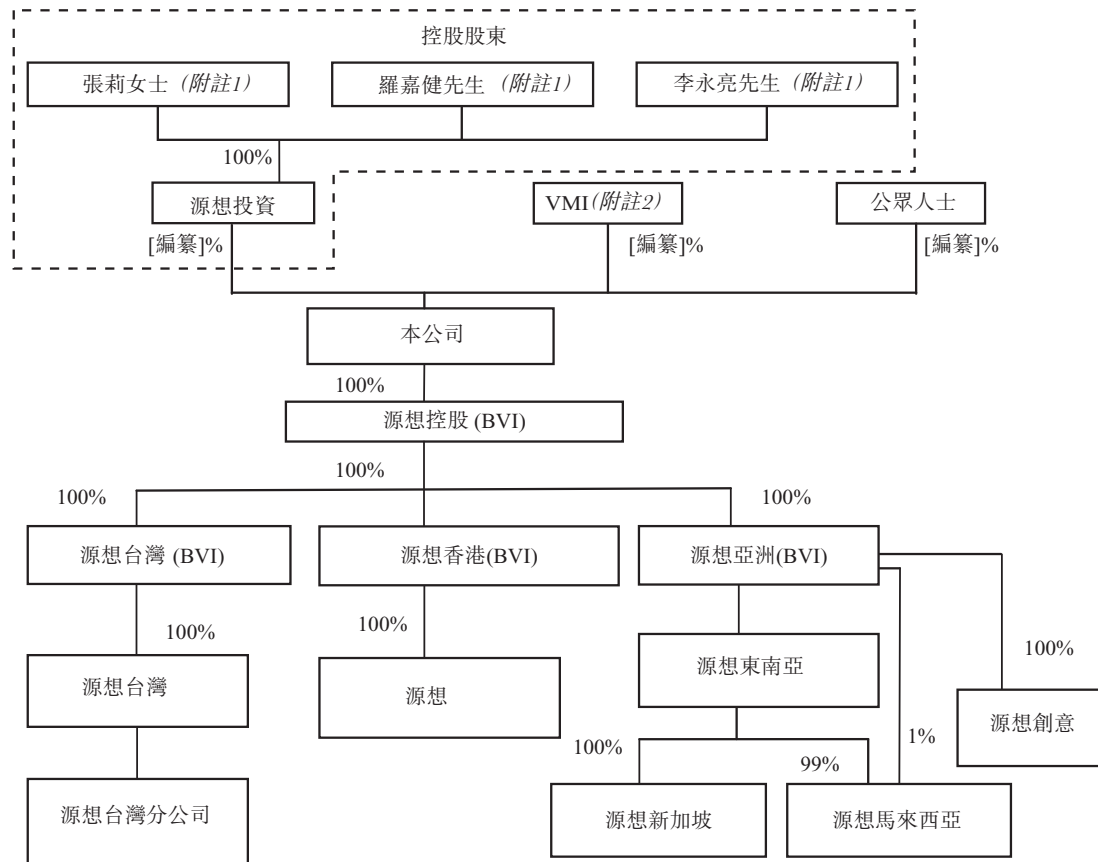 控股股東
張莉女士（附註1）
羅嘉健先生（附註1）
李永亮先生（附註1）
100%
源想投資
VMI（附註2）
公眾人士
[編纂]%
[編纂]%
[編纂]%
本公司
100%
源想控股 (BVI)
100%
100%
100%
源想台灣 (BVI)
源想香港(BVI)
源想亞洲(BVI)
100%
100%
100%
源想台灣
源想
源想東南亞
源想創意
100%
99%
1%
源想台灣分公司
源想新加坡
源想馬來西亞